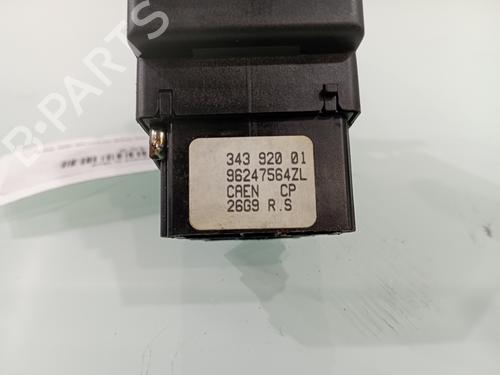 B-PARTS
343 920 01
96247564ZL
CAEN CP
26G9 R.S